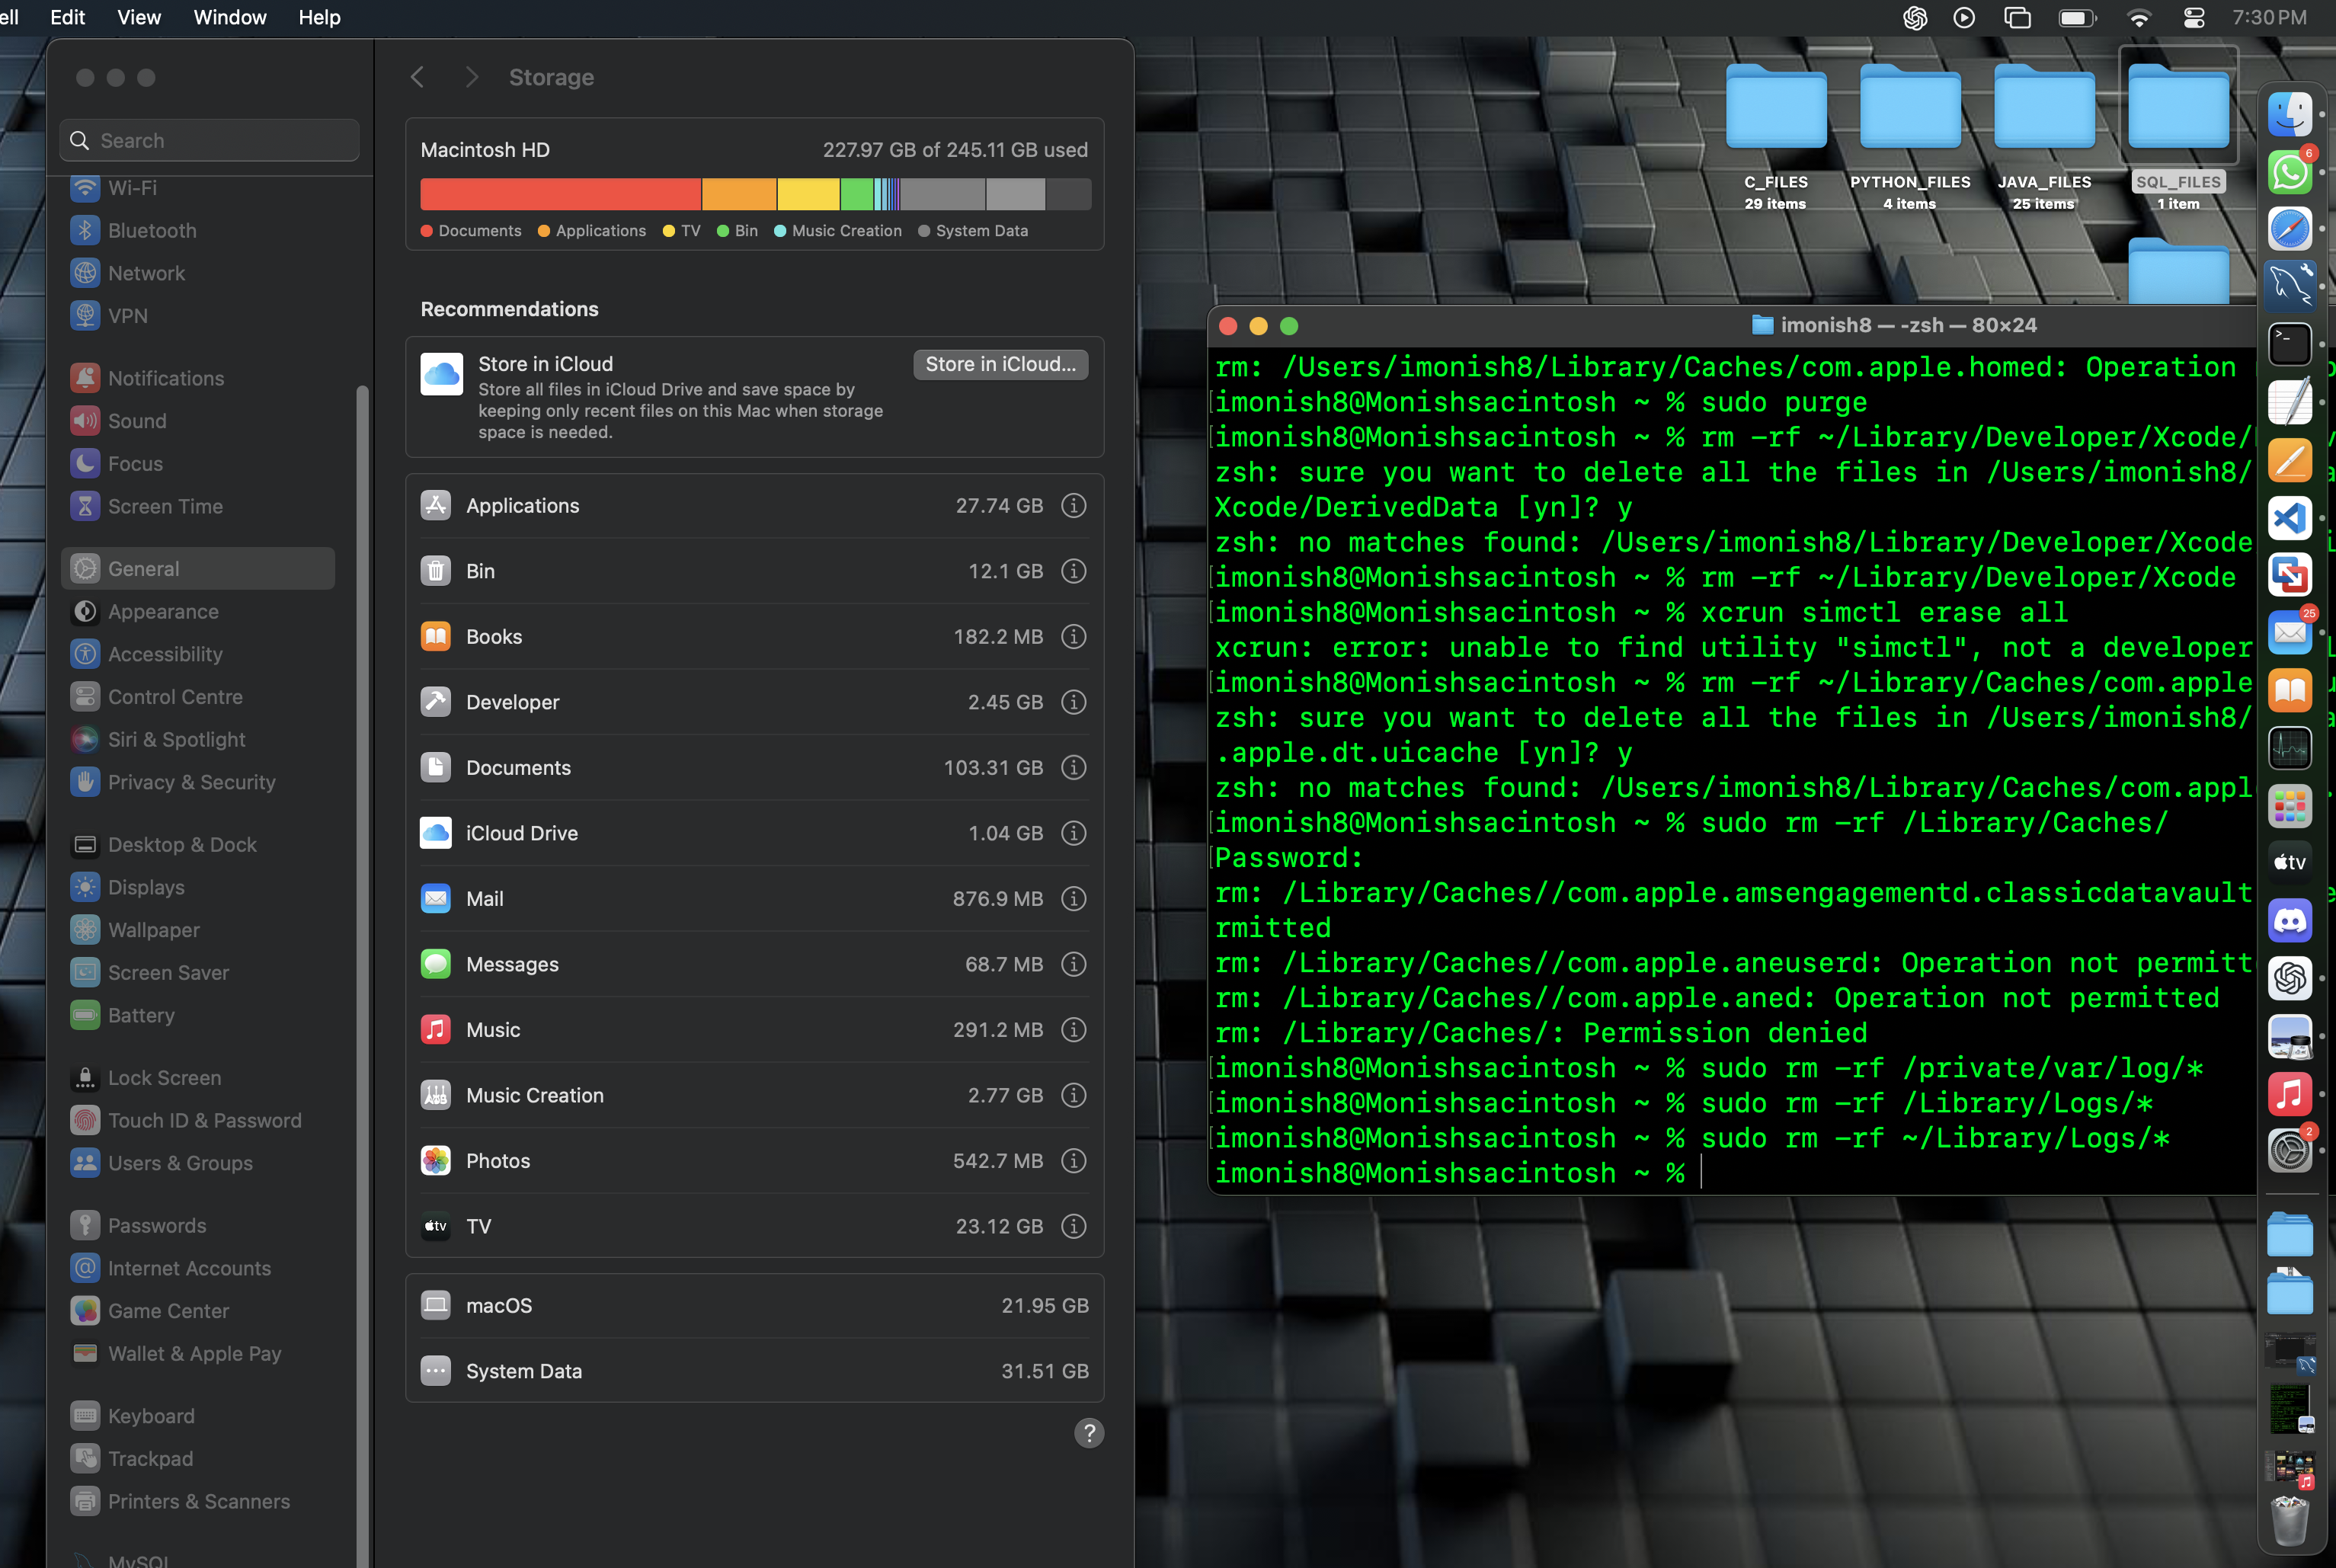 ell Edit View Window Help
7:30 PM
Storage
Search
Wi-Fi
Bluetooth
Network
VPN
Notifications
Sound
Focus
Screen Time
General
Appearance
Accessibility
Control Centre
Siri & Spotlight
Privacy & Security
Desktop & Dock
Displays
Wallpaper
Screen Saver
Battery
Lock Screen
Touch ID & Password
Users & Groups
Passwords
Internet Accounts
Game Center
Wallet & Apple Pay
Keyboard
Trackpad
Printers & Scanners
MySQL
Macintosh HD 227.97 GB of 245.11 GB used
Documents Applications TV Bin Music Creation System Data
Recommendations
Store in iCloud
Store in iCloud...
Store all files in iCloud Drive and save space by
keeping only recent files on this Mac when storage
space is needed.
Applications 27.74 GB
Bin 12.1 GB
Books 182.2 MB
Developer 2.45 GB
Documents 103.31 GB
iCloud Drive 1.04 GB
Mail 876.9 MB
Messages 68.7 MB
Music 291.2 MB
Music Creation 2.77 GB
Photos 542.7 MB
tv TV 23.12 GB
macOS 21.95 GB
System Data 31.51 GB
?
C_FILES
29 items
PYTHON_FILES
4 items
JAVA_FILES
25 items
SQL_FILES
1 item
imonish8 — -zsh — 80×24
rm: /Users/imonish8/Library/Caches/com.apple.homed: Operation
imonish8@Monishsacintosh ~ % sudo purge
imonish8@Monishsacintosh ~ % rm -rf ~/Library/Developer/Xcode/
zsh: sure you want to delete all the files in /Users/imonish8/
Xcode/DerivedData [yn]? y
zsh: no matches found: /Users/imonish8/Library/Developer/Xcode
imonish8@Monishsacintosh ~ % rm -rf ~/Library/Developer/Xcode
imonish8@Monishsacintosh ~ % xcrun simctl erase all
xcrun: error: unable to find utility "simctl", not a developer
imonish8@Monishsacintosh ~ % rm -rf ~/Library/Caches/com.apple
zsh: sure you want to delete all the files in /Users/imonish8/
.apple.dt.uicache [yn]? y
zsh: no matches found: /Users/imonish8/Library/Caches/com.appl
imonish8@Monishsacintosh ~ % sudo rm -rf /Library/Caches/
Password:
rm: /Library/Caches//com.apple.amsengagementd.classicdatavault
rmitted
rm: /Library/Caches//com.apple.aneuserd: Operation not permitt
rm: /Library/Caches//com.apple.aned: Operation not permitted
rm: /Library/Caches/: Permission denied
imonish8@Monishsacintosh ~ % sudo rm -rf /private/var/log/*
imonish8@Monishsacintosh ~ % sudo rm -rf /Library/Logs/*
imonish8@Monishsacintosh ~ % sudo rm -rf ~/Library/Logs/*
imonish8@Monishsacintosh ~ %
6
25
tv
2